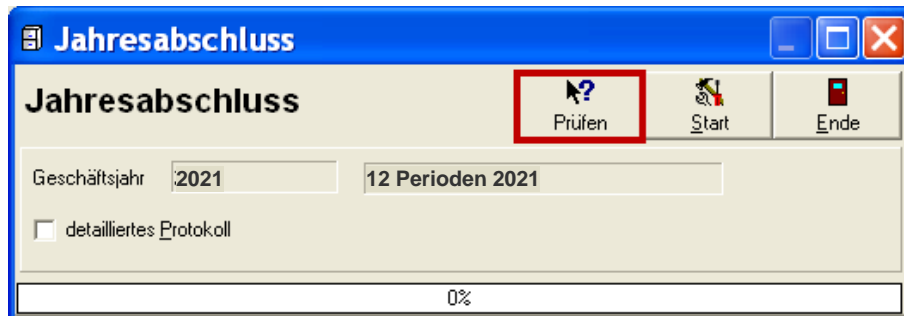 Jahresabschluss
Jahresabschluss
Prüfen
Start
Ende
Geschäftsjahr 2021 12 Perioden 2021
detailliertes Protokoll
0%